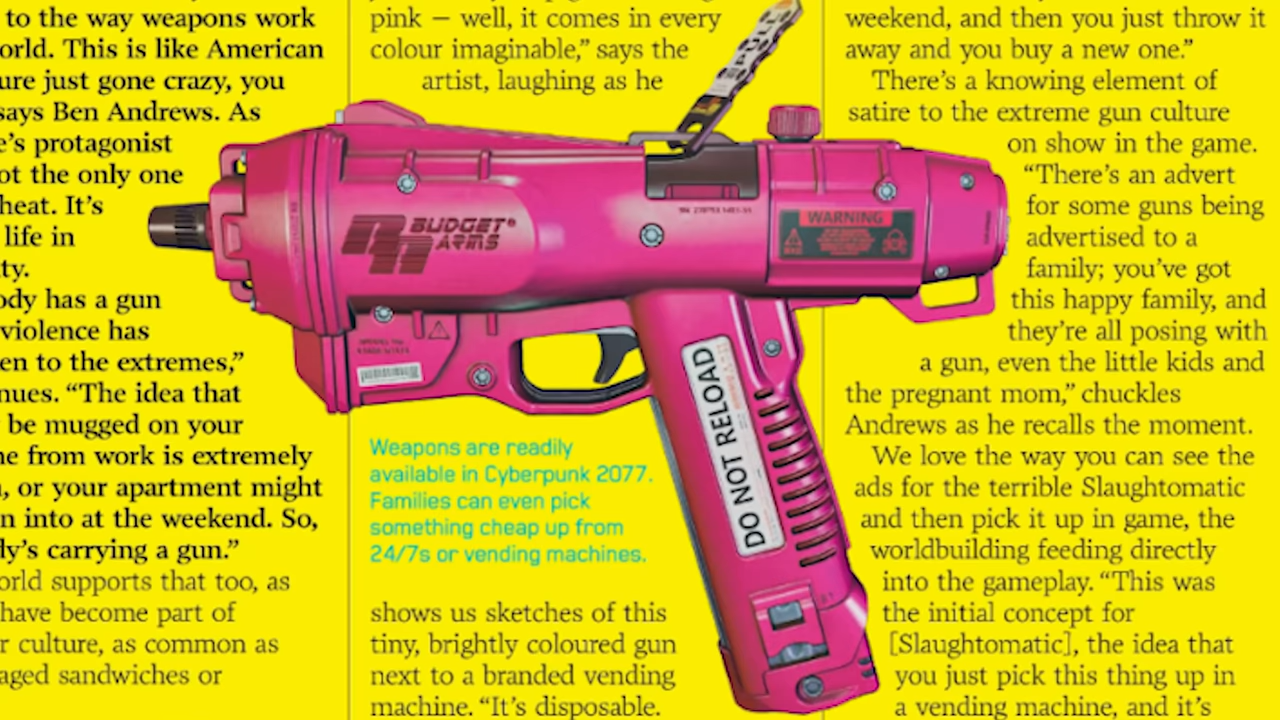 to the way weapons work
orld. This is like American
ure just gone crazy, you
says Ben Andrews. As
e’s protagonist
ot the only one
heat. It’s
life in
ty.
ody has a gun
violence has
en to the extremes,”
nues. “The idea that
be mugged on your
ne from work is extremely
, or your apartment might
n into at the weekend. So,
dy’s carrying a gun.”
orld supports that too, as
have become part of
r culture, as common as
aged sandwiches or
pink — well, it comes in every
colour imaginable,” says the
artist, laughing as he
PULL
BUDGET
ARMS
WARNING
DO NOT RELOAD
Weapons are readily
available in Cyberpunk 2077.
Families can even pick
something cheap up from
24/7s or vending machines.
shows us sketches of this
tiny, brightly coloured gun
next to a branded vending
machine. “It’s disposable.
weekend, and then you just throw it
away and you buy a new one.”
There’s a knowing element of
satire to the extreme gun culture
on show in the game.
“There’s an advert
for some guns being
advertised to a
family; you’ve got
this happy family, and
they’re all posing with
a gun, even the little kids and
the pregnant mom,” chuckles
Andrews as he recalls the moment.
We love the way you can see the
ads for the terrible Slaughtomatic
and then pick it up in game, the
worldbuilding feeding directly
into the gameplay. “This was
the initial concept for
[Slaughtomatic], the idea that
you just pick this thing up in
a vending machine, and it’s